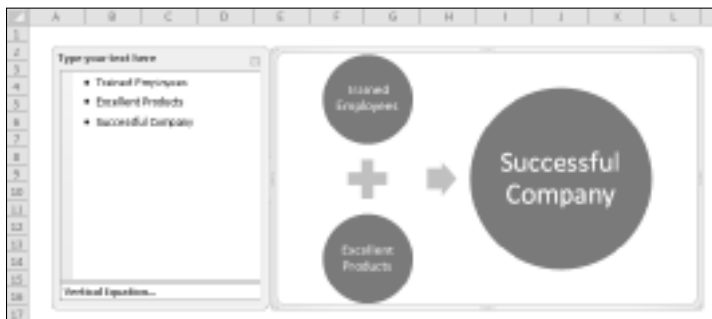 A B C D E F G H I J K L
1
2
3
4
5
6
7
8
9
10
11
12
13
14
15
16
17
Type your text here
• Trained Employees
• Excellent Products
• Successful Company
Vertical Equation...
Trained
Employees
Excellent
Products
Successful
Company